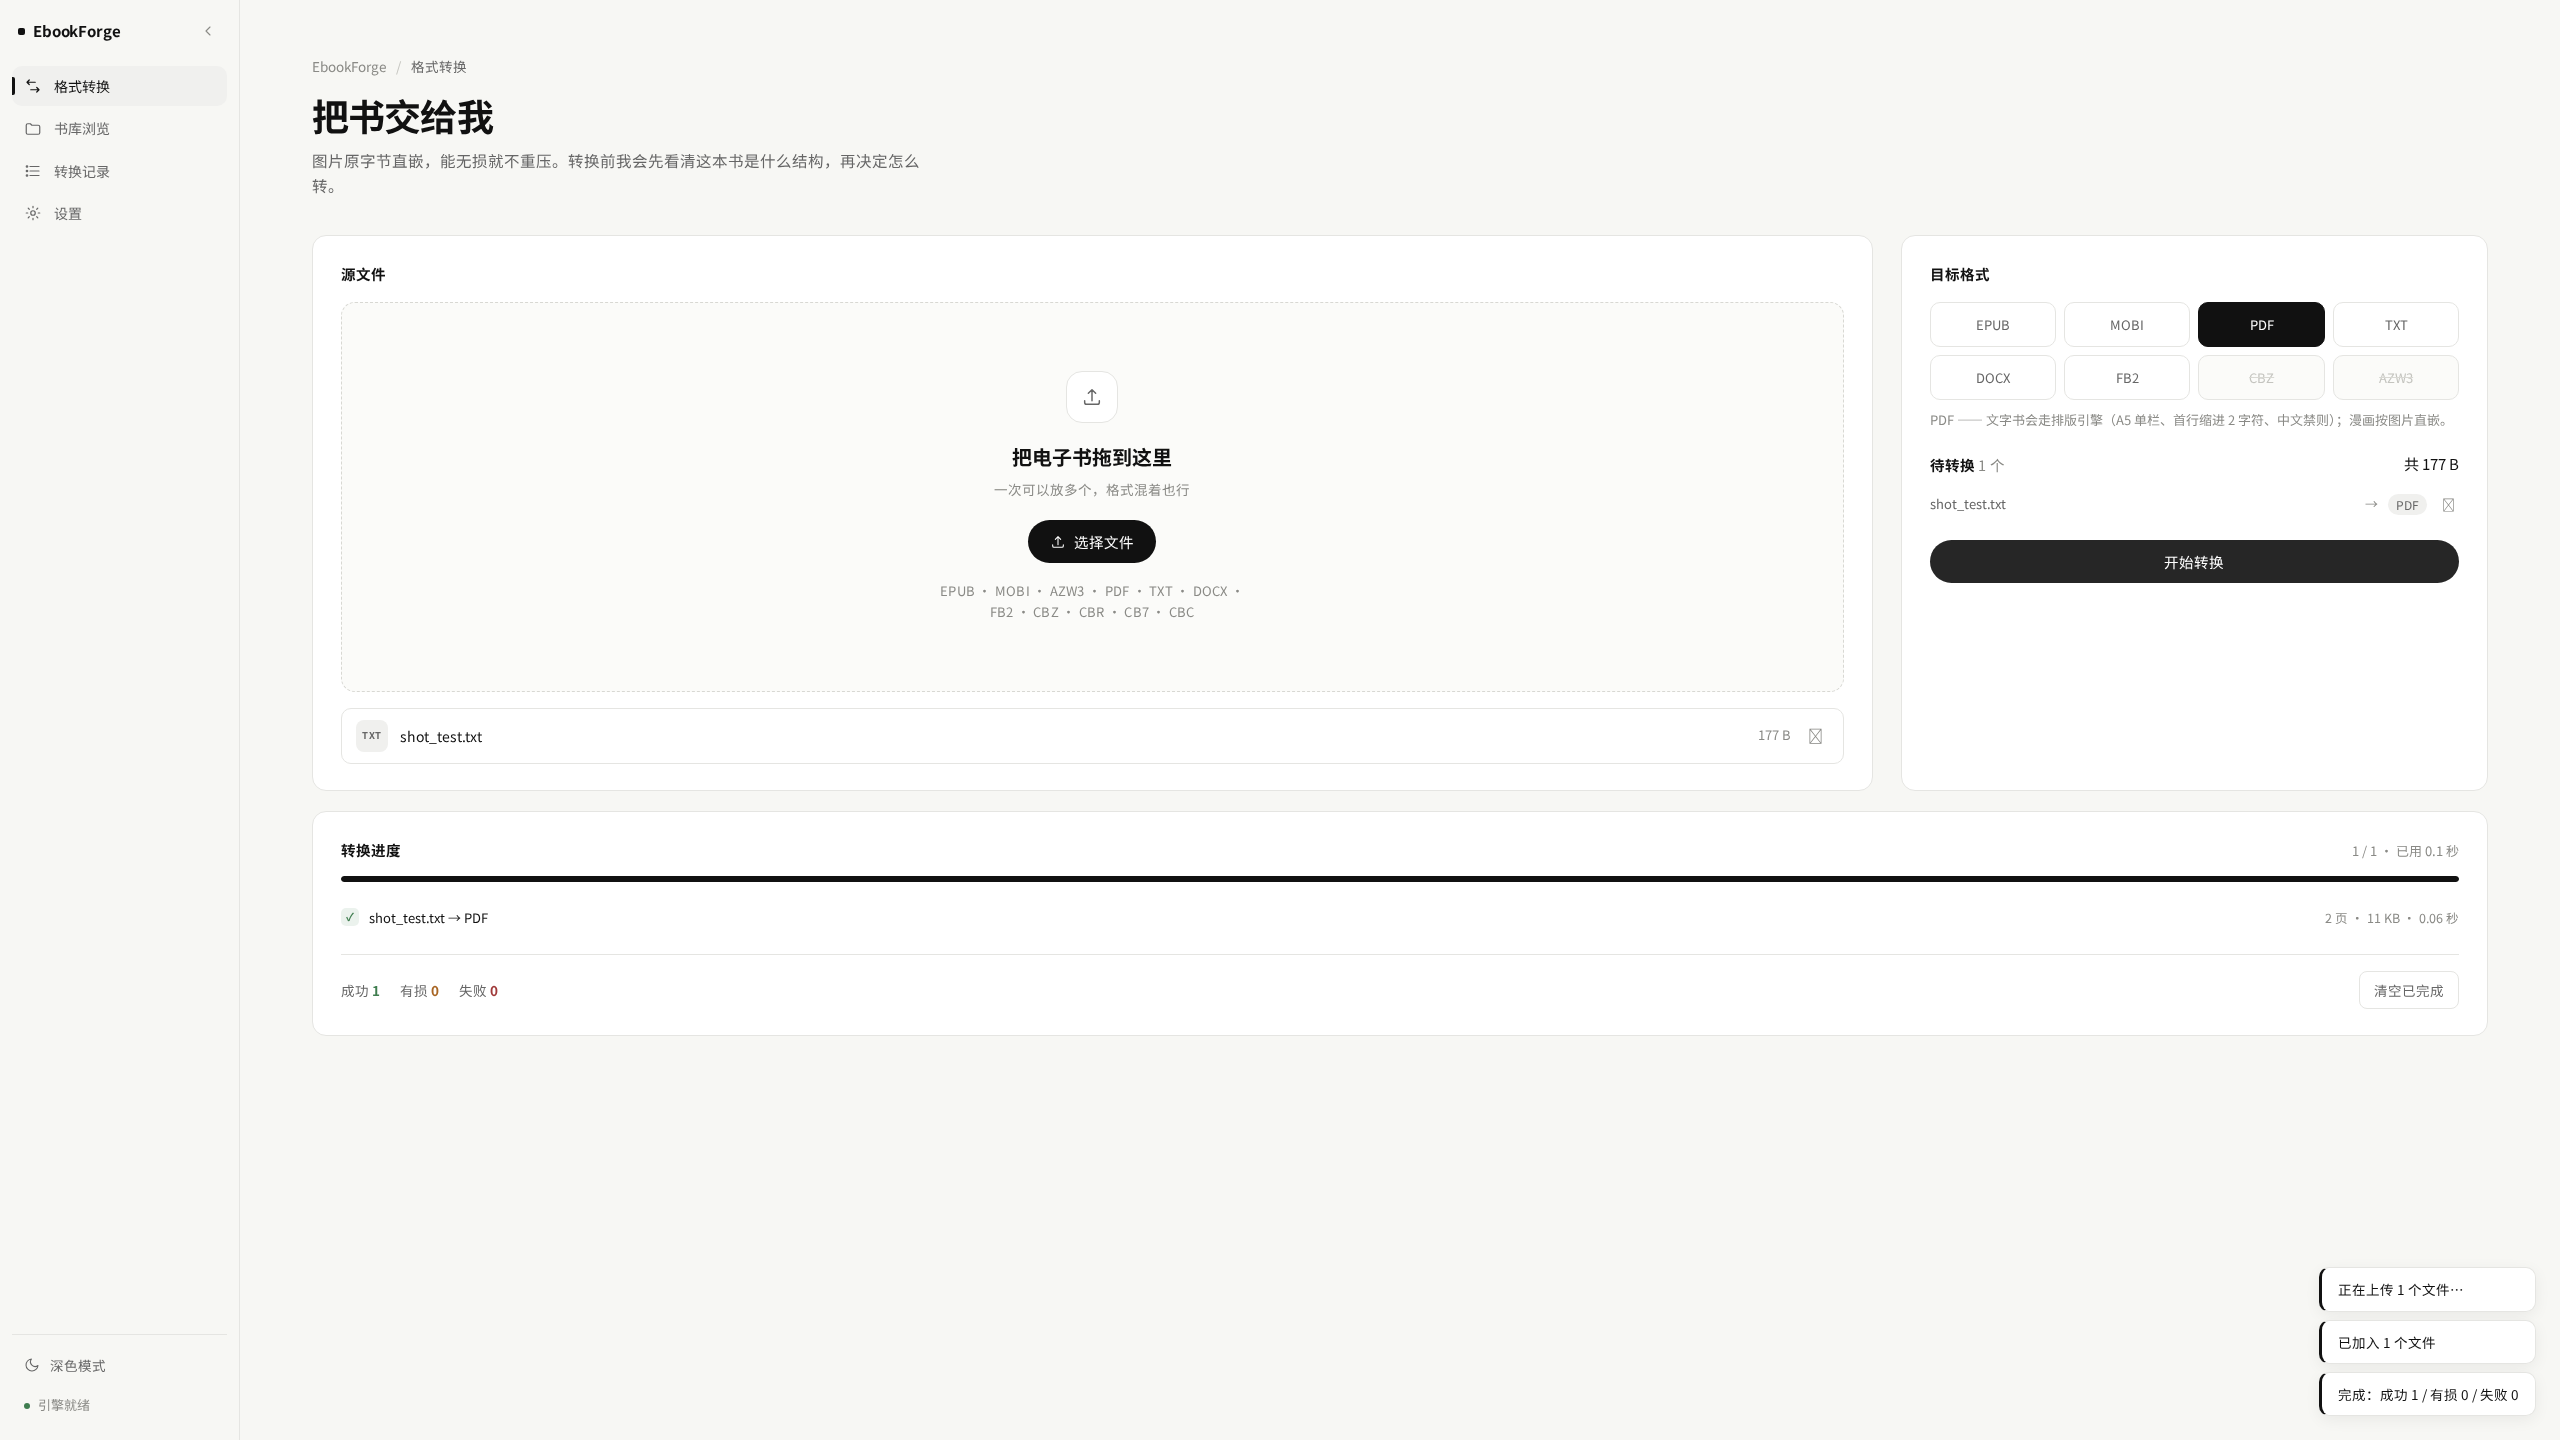 EbookForge
格式转换
书库浏览
转换记录
设置
EbookForge / 格式转换
把书交给我
图片原字节直嵌，能无损就不重压。转换前我会先看清这本书是什么结构，再决定怎么
转。
源文件
把电子书拖到这里
一次可以放多个，格式混着也行
选择文件
EPUB · MOBI · AZW3 · PDF · TXT · DOCX ·
FB2 · CBZ · CBR · CB7 · CBC
TXT shot_test.txt 177 B
目标格式
EPUB MOBI PDF TXT
DOCX FB2 CBZ AZW3
PDF —— 文字书会走排版引擎（A5 单栏、首行缩进 2 字符、中文禁则）；漫画按图片直嵌。
待转换 1 个 共 177 B
shot_test.txt → PDF
开始转换
转换进度 1 / 1 · 已用 0.1 秒
✓ shot_test.txt → PDF 2 页 · 11 KB · 0.06 秒
成功 1 有损 0 失败 0 清空已完成
深色模式
引擎就绪
正在上传 1 个文件…
已加入 1 个文件
完成：成功 1 / 有损 0 / 失败 0